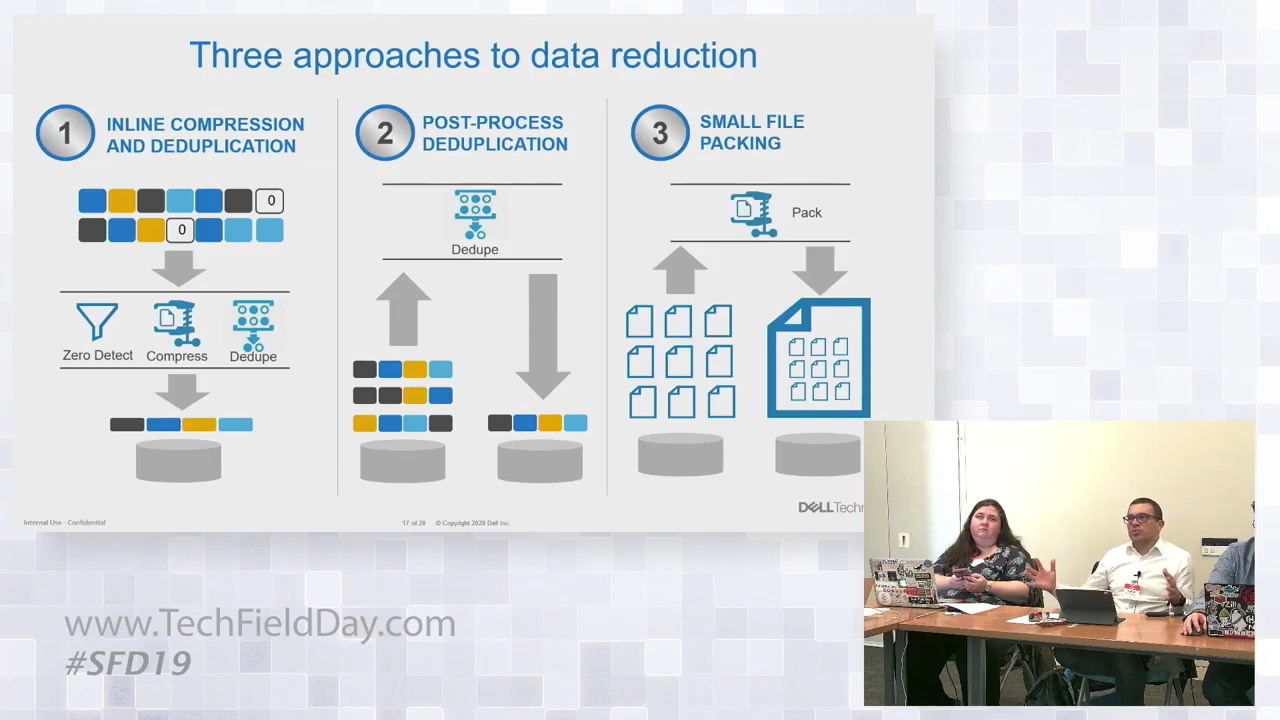 Three approaches to data reduction
1
INLINE COMPRESSION
AND DEDUPLICATION
0
0
Zero Detect
Compress
Dedupe
2
POST-PROCESS
DEDUPLICATION
Dedupe
3
SMALL FILE
PACKING
Pack
Internal Use - Confidential
17 of 20
© Copyright 2020 Dell Inc.
DELLTechn
www.TechFieldDay.com
#SFD19